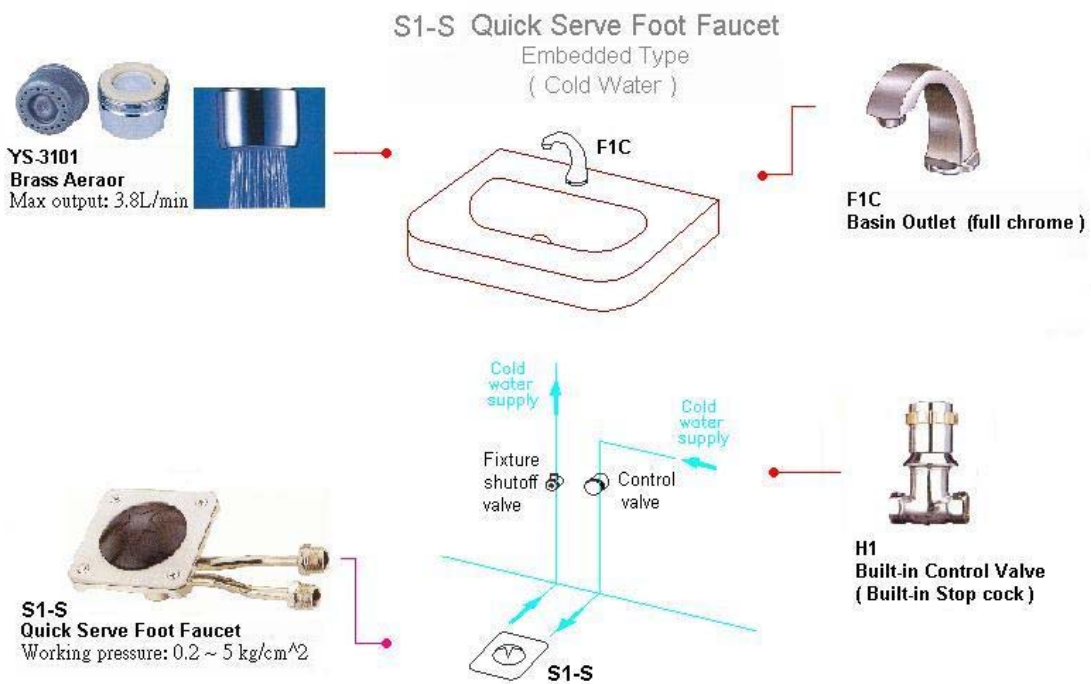 S1-S Quick Serve Foot Faucet
Embedded Type
( Cold Water )
YS-3101
Brass Aeraor
Max output: 3.8L/min
F1C
F1C
Basin Outlet (full chrome )
Cold
water
supply
Cold
water
supply
Fixture
shutoff
valve
Control
valve
H1
Built-in Control Valve
( Built-in Stop cock )
S1-S
Quick Serve Foot Faucet
Working pressure: 0.2 ~ 5 kg/cm^2
S1-S